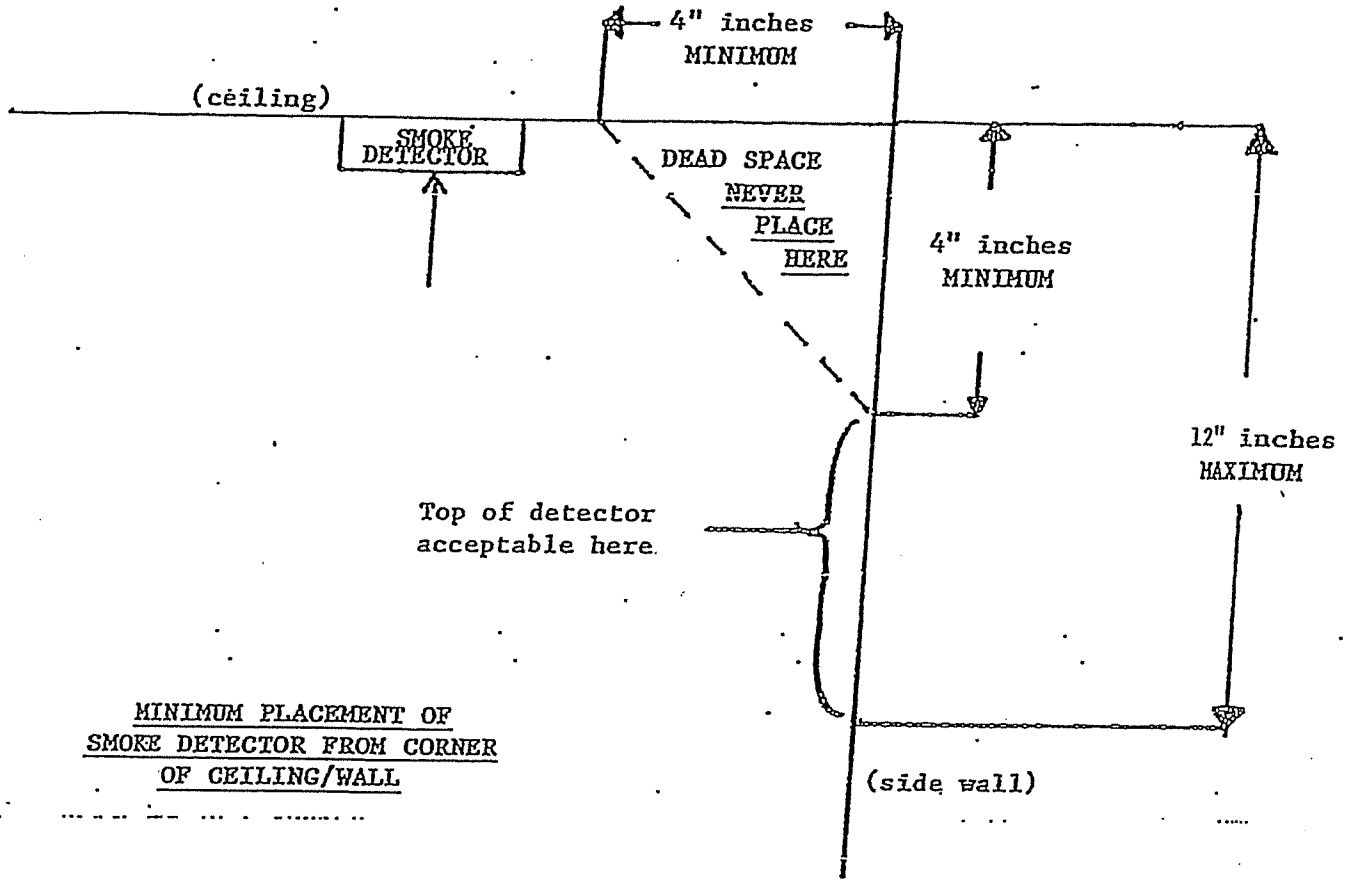 4" inches
MINIMUM
(ceiling)
SMOKE
DETECTOR
DEAD SPACE
NEVER
PLACE
HERE
4" inches
MINIMUM
12" inches
MAXIMUM
Top of detector
acceptable here.
MINIMUM PLACEMENT OF
SMOKE DETECTOR FROM CORNER
OF CEILING/WALL
(side wall)